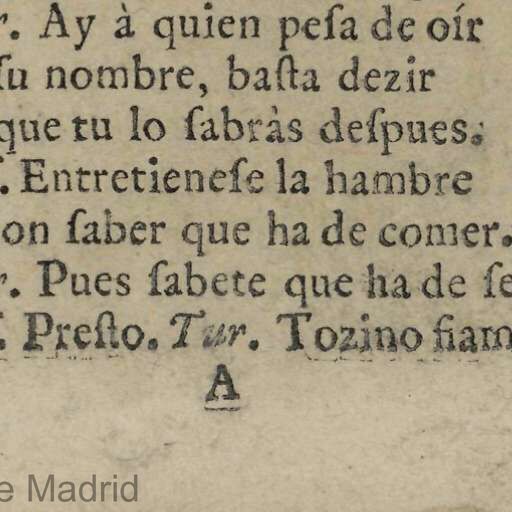 r. Ay à quien peſa de oír
ſu nombre, baſta dezir
que tu lo ſabràs deſpues.
. Entretieneſe la hambre
on ſaber que ha de comer.
r. Pues ſabete que ha de ſe
. Preſto. Tur. Tozino fiam
A
e Madrid